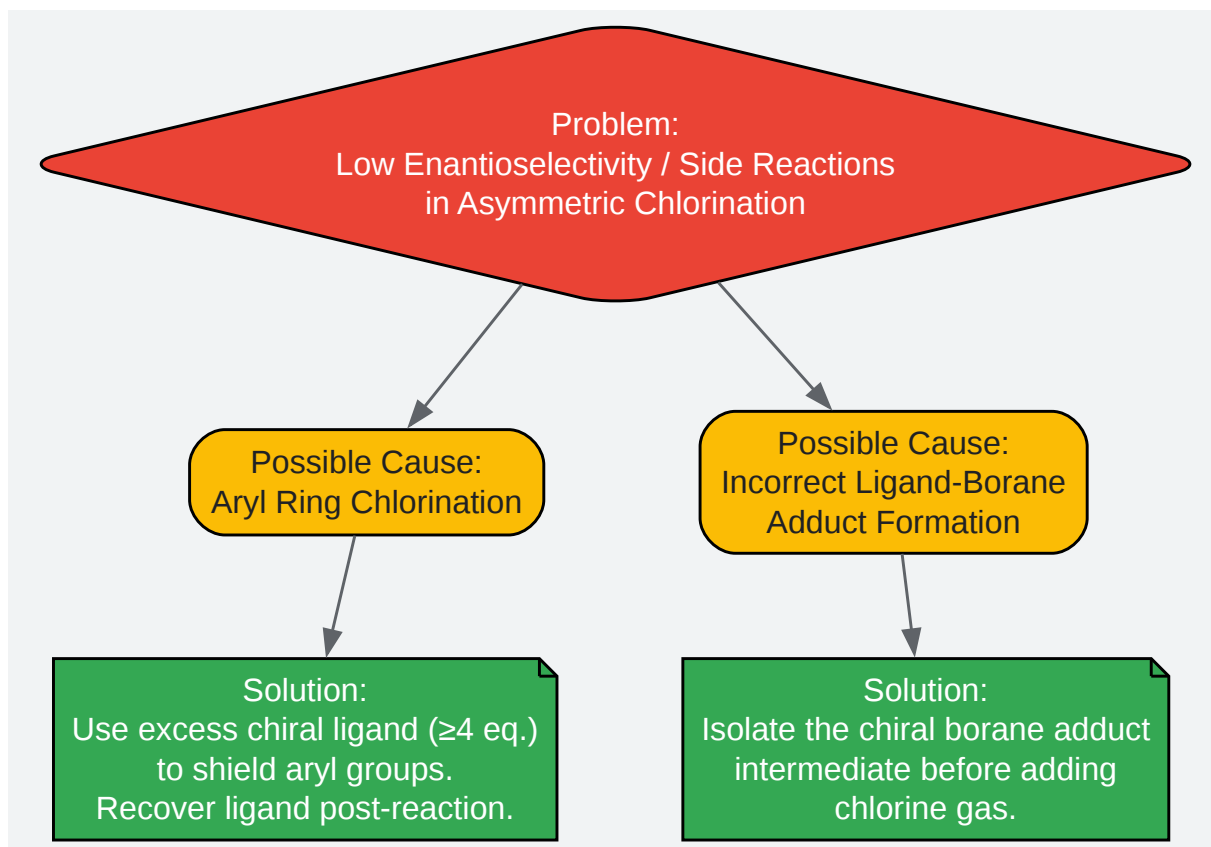 Problem:
Low Enantioselectivity / Side Reactions
in Asymmetric Chlorination
Possible Cause:
Aryl Ring Chlorination
Possible Cause:
Incorrect Ligand-Borane
Adduct Formation
Solution:
Use excess chiral ligand (≥4 eq.)
to shield aryl groups.
Recover ligand post-reaction.
Solution:
Isolate the chiral borane adduct
intermediate before adding
chlorine gas.